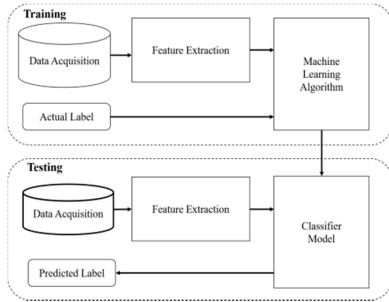 Training
Data Acquisition
Feature Extraction
Machine
Learning
Algorithm
Actual Label
Testing
Data Acquisition
Feature Extraction
Classifier
Model
Predicted Label